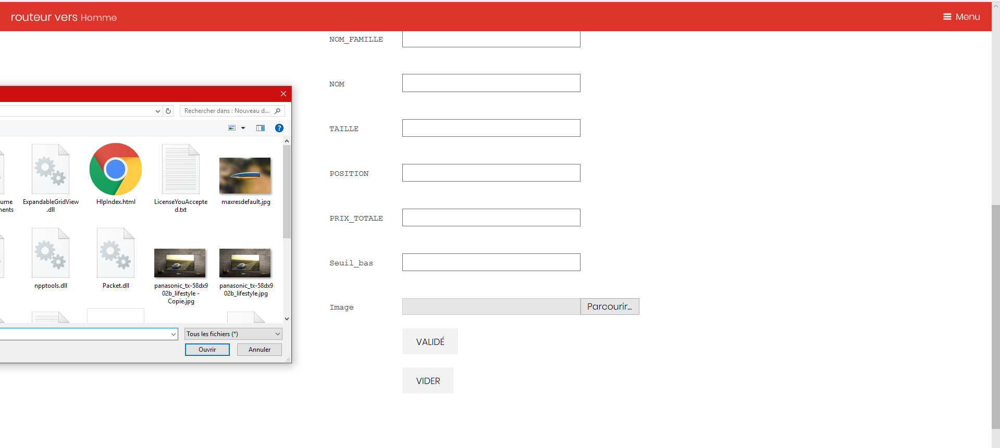 routeur vers Homme
Menu
NOM_FAMILLE
NOM
TAILLE
POSITION
PRIX_TOTALE
Seuil_bas
Image
Parcourir...
VALIDÉ
VIDER
Rechercher dans : Nouveau d...
?
ume
nents
ExpandableGridView
.dll
HlpIndex.html
LicenseYouAccepte
d.txt
maxresdefault.jpg
npptools.dll
Packet.dll
panasonic_tx-58dx9
02b_lifestyle -
Copie.jpg
panasonic_tx-58dx9
02b_lifestyle.jpg
Tous les fichiers (*)
Ouvrir
Annuler